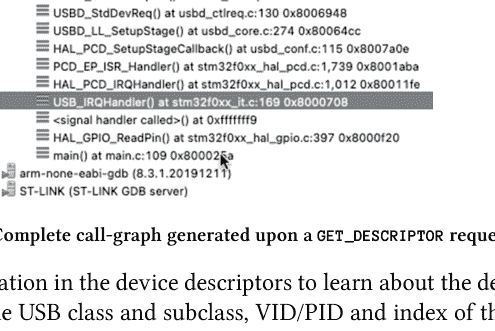 USBD_StdDevReq() at usbd_ctlreq.c:130 0x8006948
USBD_LL_SetupStage() at usbd_core.c:274 0x80064cc
HAL_PCD_SetupStageCallback() at usbd_conf.c:115 0x8007a0e
PCD_EP_ISR_Handler() at stm32f0xx_hal_pcd.c:1,739 0x8001aba
HAL_PCD_IRQHandler() at stm32f0xx_hal_pcd.c:1,012 0x80011fe
USB_IRQHandler() at stm32f0xx_it.c:169 0x8000708
<signal handler called>() at 0xfffffff9
HAL_GPIO_ReadPin() at stm32f0xx_hal_gpio.c:397 0x8000f20
main() at main.c:109
arm-none-eabi-gdb (8.3.1.20191211)
ST-LINK (ST-LINK GDB server)
Complete call-graph generated upon a GET_DESCRIPTOR reque
ation in the device descriptors to learn about the de
e USB class and subclass, VID/PID and index of th